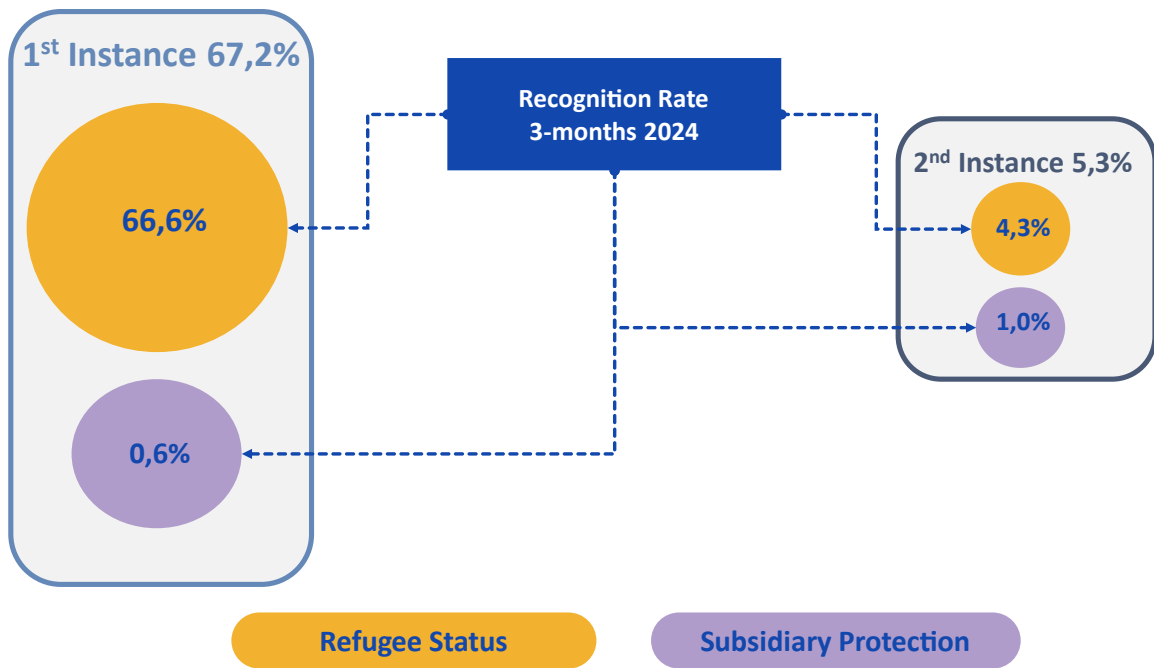 1st Instance 67,2%
66,6%
0,6%
Recognition Rate
3-months 2024
2nd Instance 5,3%
4,3%
1,0%
Refugee Status
Subsidiary Protection